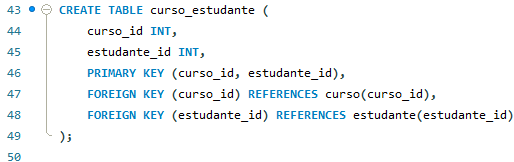 43 CREATE TABLE curso_estudante (
44 curso_id INT,
45 estudante_id INT,
46 PRIMARY KEY (curso_id, estudante_id),
47 FOREIGN KEY (curso_id) REFERENCES curso(curso_id),
48 FOREIGN KEY (estudante_id) REFERENCES estudante(estudante_id)
49 );
50